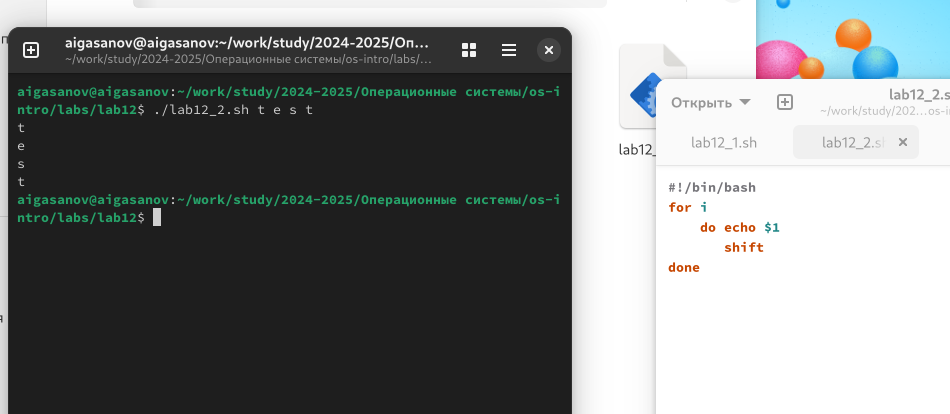 aigasanov@aigasanov:~/work/study/2024-2025/Оп...
~/work/study/2024-2025/Операционные системы/os-intro/labs/...
aigasanov@aigasanov:~/work/study/2024-2025/Операционные системы/os-i
ntro/labs/lab12$ ./lab12_2.sh t e s t
t
e
s
t
aigasanov@aigasanov:~/work/study/2024-2025/Операционные системы/os-i
ntro/labs/lab12$
lab12_
Открыть
lab12_2.s
~/work/study/202...os-i
lab12_1.sh
lab12_2.sh
#!/bin/bash
for i
do echo $1
shift
done